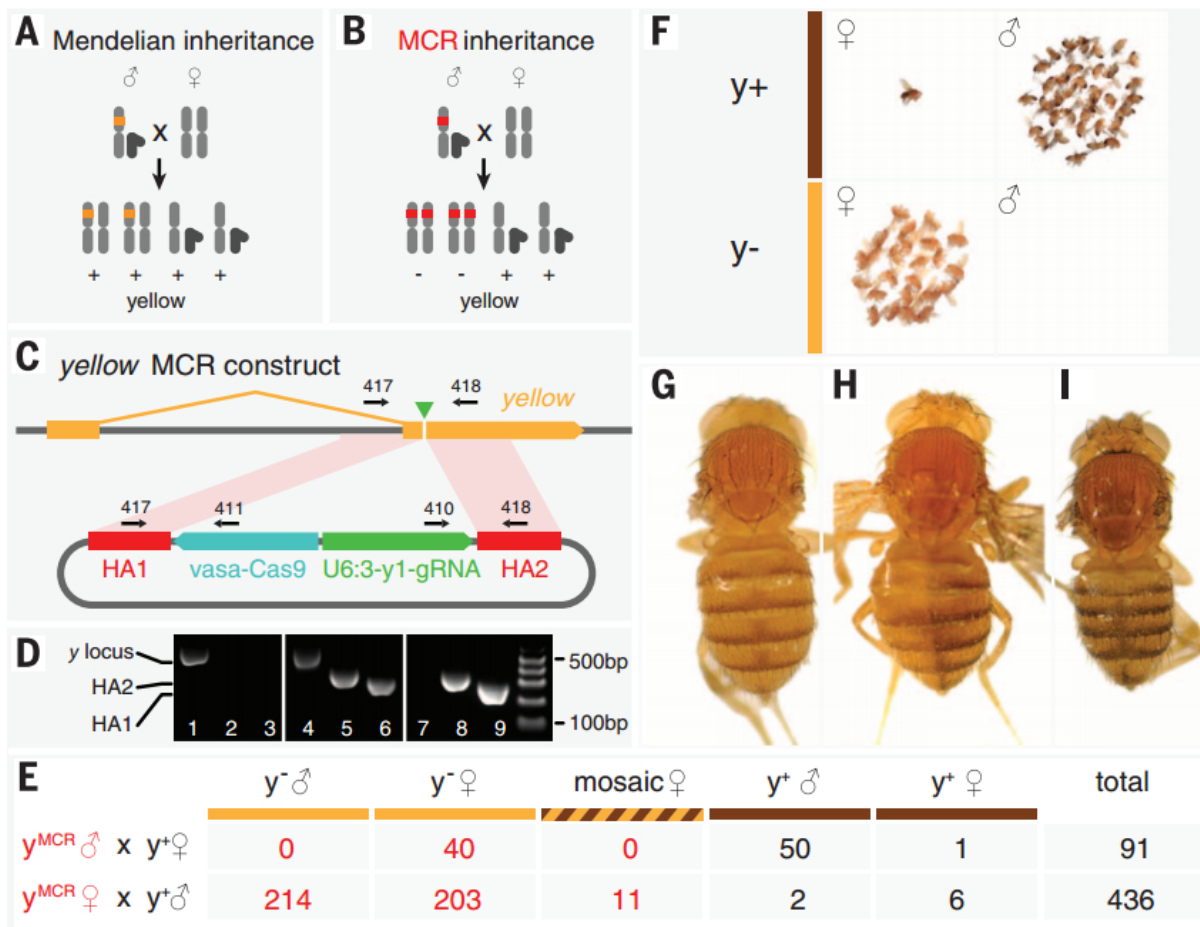 A Mendelian inheritance
♂ ♀
X
+ + + +
yellow
B MCR inheritance
♂ ♀
X
- - + +
yellow
C yellow MCR construct
417 418 yellow
417 411 410 418
HA1 vasa-Cas9 U6:3-y1-gRNA HA2
D
y locus
HA2
HA1
1 2 3 4 5 6 7 8 9
500bp
100bp
E
y⁻♂ y⁻♀ mosaic♀ y⁺♂ y⁺♀ total
yᴹᶜᴿ♂ x y⁺♀ 0 40 0 50 1 91
yᴹᶜᴿ♀ x y⁺♂ 214 203 11 2 6 436
F
♀ ♂
y+
♀ ♂
y-
G H I